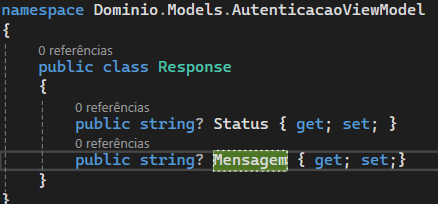 namespace Dominio.Models.AutenticacaoViewModel
{
0 referências
public class Response
{
0 referências
public string? Status { get; set; }
0 referências
public string? Mensagem { get; set;}
}
}